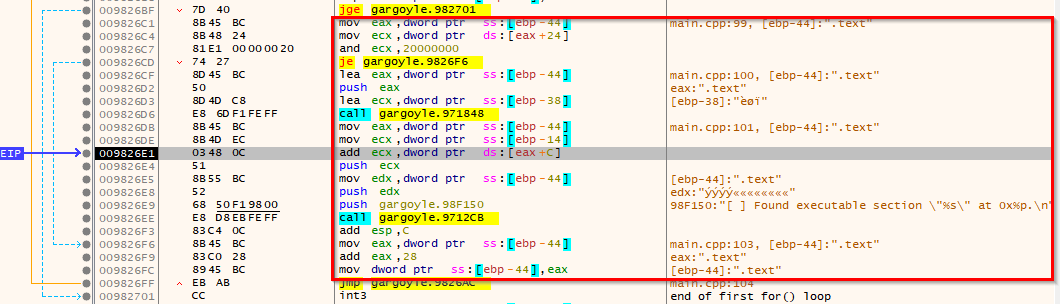 009826BF 7D 40 jge gargoyle.982701
009826C1 8B45 BC mov eax,dword ptr ss:[ebp-44] main.cpp:99, [ebp-44]:".text"
009826C4 8B48 24 mov ecx,dword ptr ds:[eax+24]
009826C7 81E1 00000020 and ecx,20000000
009826CD 74 27 je gargoyle.9826F6
009826CF 8D45 BC lea eax,dword ptr ss:[ebp-44] main.cpp:100, [ebp-44]:".text"
009826D2 50 push eax eax:".text"
009826D3 8D4D C8 lea ecx,dword ptr ss:[ebp-38] [ebp-38]:"èøï"
009826D6 E8 6DF1FEFF call gargoyle.971848
009826DB 8B45 BC mov eax,dword ptr ss:[ebp-44] main.cpp:101, [ebp-44]:".text"
009826DE 8B4D EC mov ecx,dword ptr ss:[ebp-14]
EIP 009826E1 0348 0C add ecx,dword ptr ds:[eax+C]
009826E4 51 push ecx
009826E5 8B55 BC mov edx,dword ptr ss:[ebp-44] [ebp-44]:".text"
009826E8 52 push edx edx:"ýýýý««««««««"
009826E9 68 50F19800 push gargoyle.98F150 98F150:"[ ] Found executable section \"%s\" at 0x%p.\n"
009826EE E8 D8EBFEFF call gargoyle.9712CB
009826F3 83C4 0C add esp,C
009826F6 8B45 BC mov eax,dword ptr ss:[ebp-44] main.cpp:103, [ebp-44]:".text"
009826F9 83C0 28 add eax,28 eax:".text"
009826FC 8945 BC mov dword ptr ss:[ebp-44],eax [ebp-44]:".text"
009826FF EB AB jmp gargoyle.9826AC main.cpp:104
00982701 CC int3 end of first for() loop